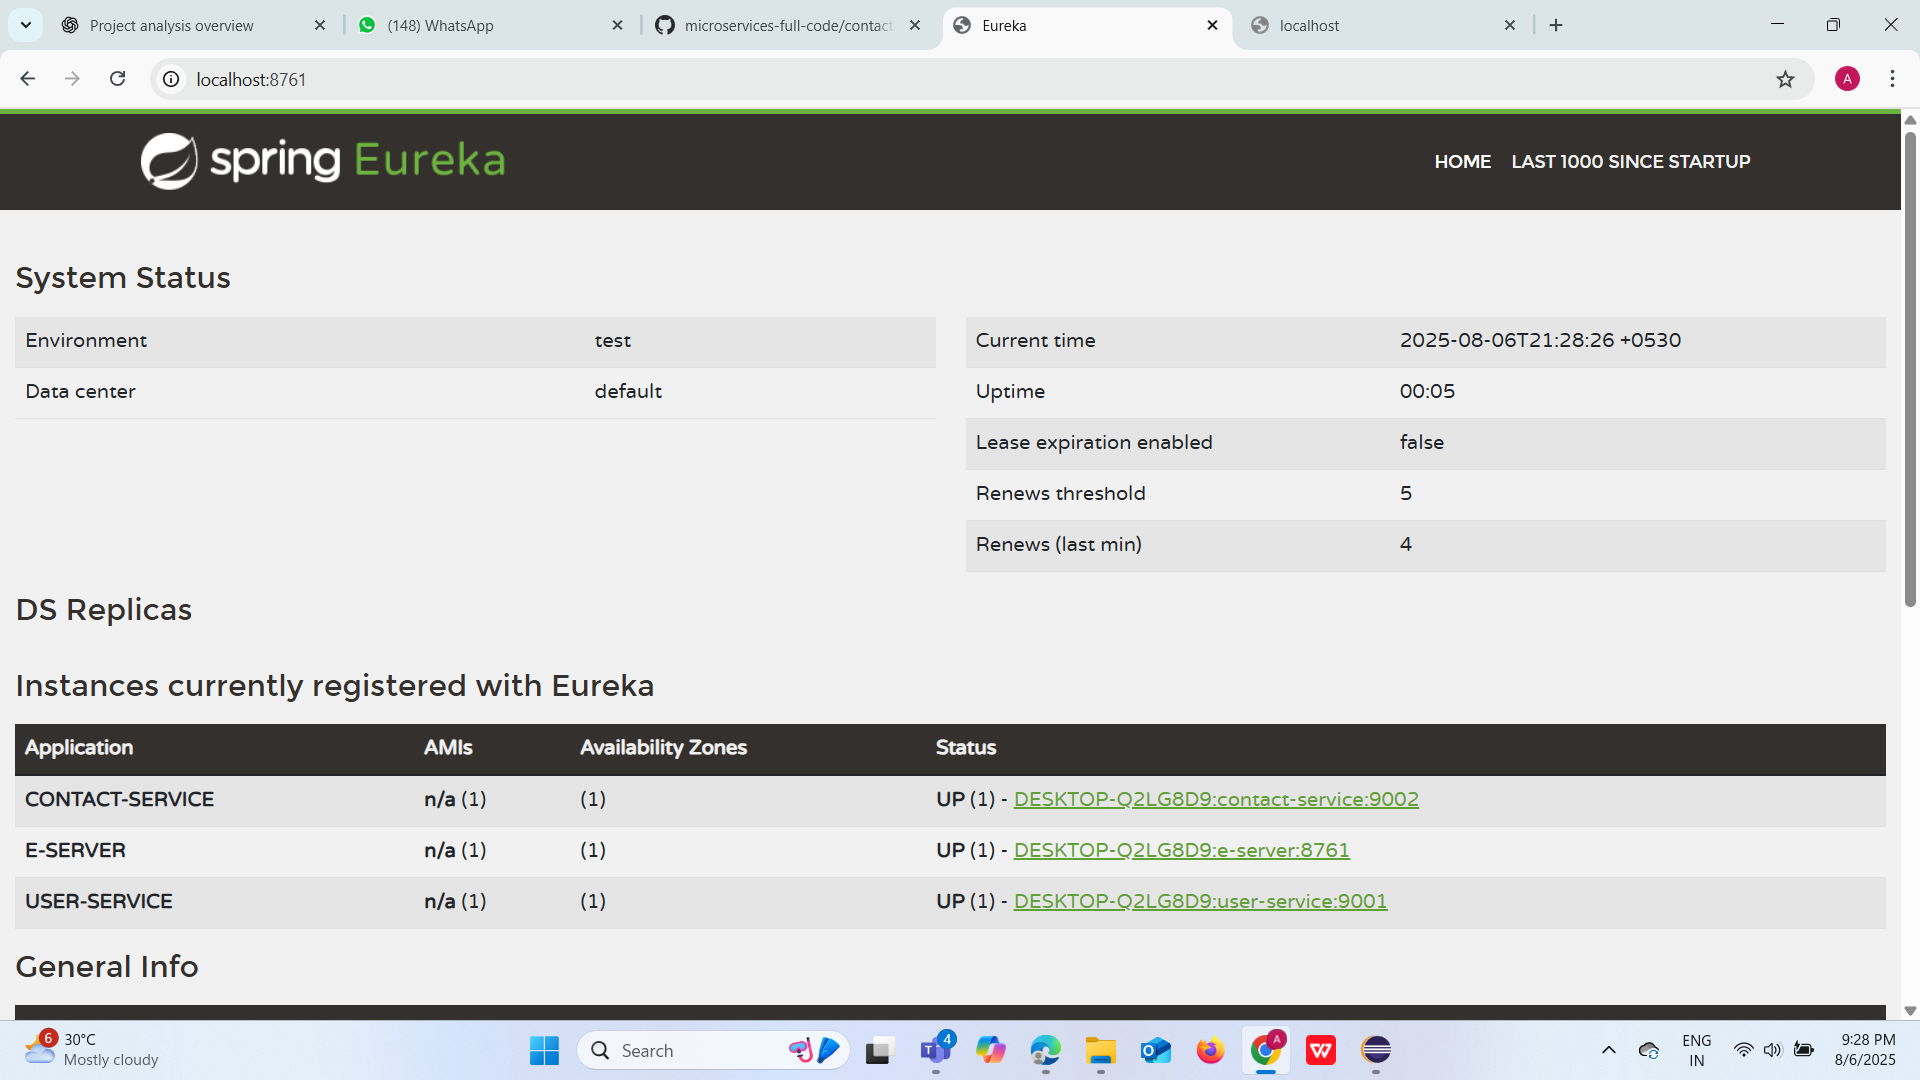 Project analysis overview
(148) WhatsApp
microservices-full-code/contact
Eureka
localhost
localhost:8761
A
spring Eureka
HOME LAST 1000 SINCE STARTUP
System Status
Environment test
Data center default
Current time 2025-08-06T21:28:26 +0530
Uptime 00:05
Lease expiration enabled false
Renews threshold 5
Renews (last min) 4
DS Replicas
Instances currently registered with Eureka
Application AMIs Availability Zones Status
CONTACT-SERVICE n/a (1) (1) UP (1) - DESKTOP-Q2LG8D9:contact-service:9002
E-SERVER n/a (1) (1) UP (1) - DESKTOP-Q2LG8D9:e-server:8761
USER-SERVICE n/a (1) (1) UP (1) - DESKTOP-Q2LG8D9:user-service:9001
General Info
6
30°C
Mostly cloudy
Search
4
A
ENG
IN
9:28 PM
8/6/2025